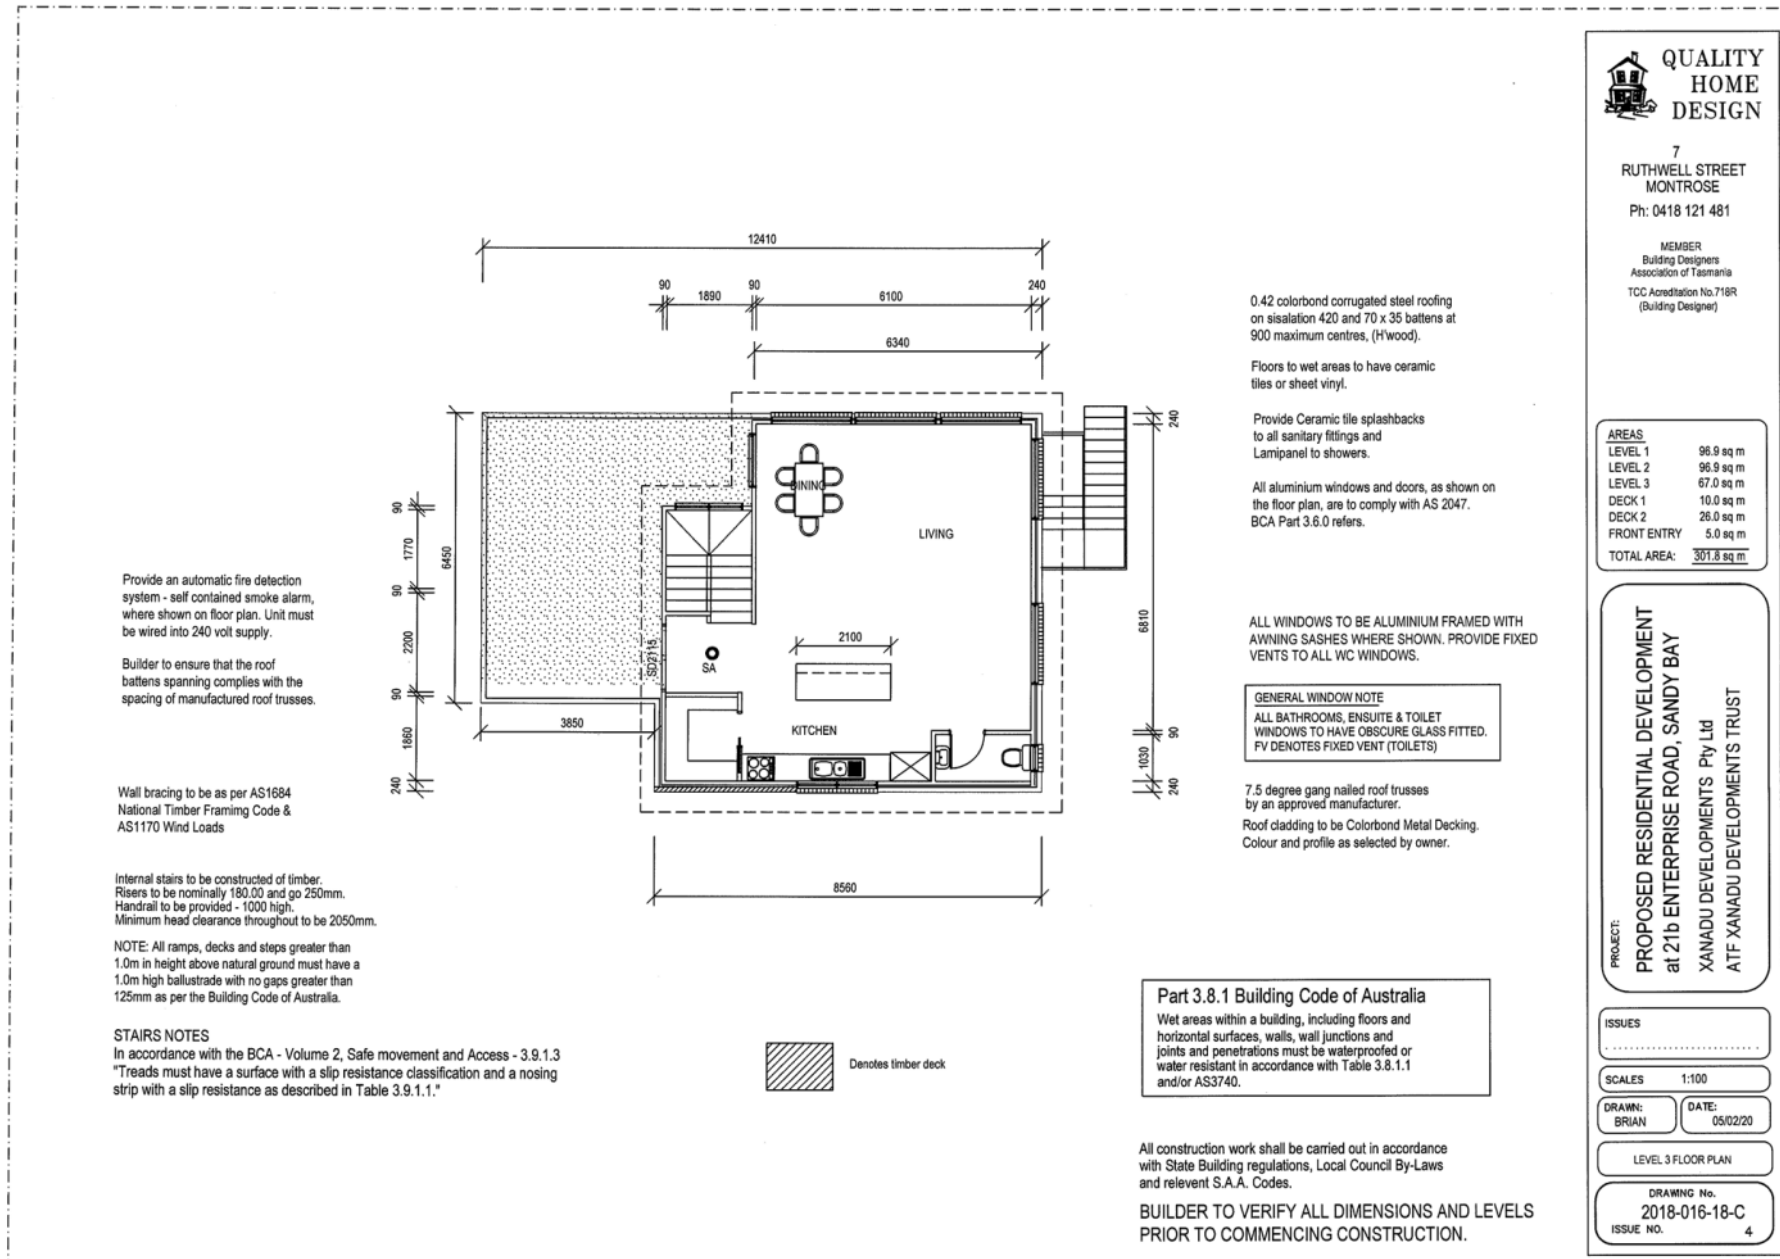 QUALITY
HOME
DESIGN
7
RUTHWELL STREET
MONTROSE
Ph: 0418 121 481
MEMBER
Building Designers
Association of Tasmania
TCC Acreditation No.718R
(Building Designer)
AREAS
LEVEL 1 96.9 sq m
LEVEL 2 96.9 sq m
LEVEL 3 67.0 sq m
DECK 1 10.0 sq m
DECK 2 26.0 sq m
FRONT ENTRY 5.0 sq m
TOTAL AREA: 301.8 sq m
PROJECT:
PROPOSED RESIDENTIAL DEVELOPMENT
at 21b ENTERPRISE ROAD, SANDY BAY
XANADU DEVELOPMENTS Pty Ltd
ATF XANADU DEVELOPMENTS TRUST
ISSUES
SCALES 1:100
DRAWN:
BRIAN
DATE:
05/02/20
LEVEL 3 FLOOR PLAN
DRAWING No.
2018-016-18-C
ISSUE NO. 4
12410
90
1890
90
6100
240
6340
240
6810
90
1030
240
90
1770
90
2200
90
1860
240
6450
3850
8560
2100
DINING
LIVING
KITCHEN
SA
SD2115
0.42 colorbond corrugated steel roofing
on sisalation 420 and 70 x 35 battens at
900 maximum centres, (H'wood).
Floors to wet areas to have ceramic
tiles or sheet vinyl.
Provide Ceramic tile splashbacks
to all sanitary fittings and
Lamipanel to showers.
All aluminium windows and doors, as shown on
the floor plan, are to comply with AS 2047.
BCA Part 3.6.0 refers.
ALL WINDOWS TO BE ALUMINIUM FRAMED WITH
AWNING SASHES WHERE SHOWN. PROVIDE FIXED
VENTS TO ALL WC WINDOWS.
GENERAL WINDOW NOTE
ALL BATHROOMS, ENSUITE & TOILET
WINDOWS TO HAVE OBSCURE GLASS FITTED.
FV DENOTES FIXED VENT (TOILETS)
7.5 degree gang nailed roof trusses
by an approved manufacturer.
Roof cladding to be Colorbond Metal Decking.
Colour and profile as selected by owner.
Provide an automatic fire detection
system - self contained smoke alarm,
where shown on floor plan. Unit must
be wired into 240 volt supply.
Builder to ensure that the roof
battens spanning complies with the
spacing of manufactured roof trusses.
Wall bracing to be as per AS1684
National Timber Framimg Code &
AS1170 Wind Loads
Internal stairs to be constructed of timber.
Risers to be nominally 180.00 and go 250mm.
Handrail to be provided - 1000 high.
Minimum head clearance throughout to be 2050mm.
NOTE: All ramps, decks and steps greater than
1.0m in height above natural ground must have a
1.0m high ballustrade with no gaps greater than
125mm as per the Building Code of Australia.
STAIRS NOTES
In accordance with the BCA - Volume 2, Safe movement and Access - 3.9.1.3
"Treads must have a surface with a slip resistance classification and a nosing
strip with a slip resistance as described in Table 3.9.1.1."
Denotes timber deck
Part 3.8.1 Building Code of Australia
Wet areas within a building, including floors and
horizontal surfaces, walls, wall junctions and
joints and penetrations must be waterproofed or
water resistant in accordance with Table 3.8.1.1
and/or AS3740.
All construction work shall be carried out in accordance
with State Building regulations, Local Council By-Laws
and relevent S.A.A. Codes.
BUILDER TO VERIFY ALL DIMENSIONS AND LEVELS
PRIOR TO COMMENCING CONSTRUCTION.